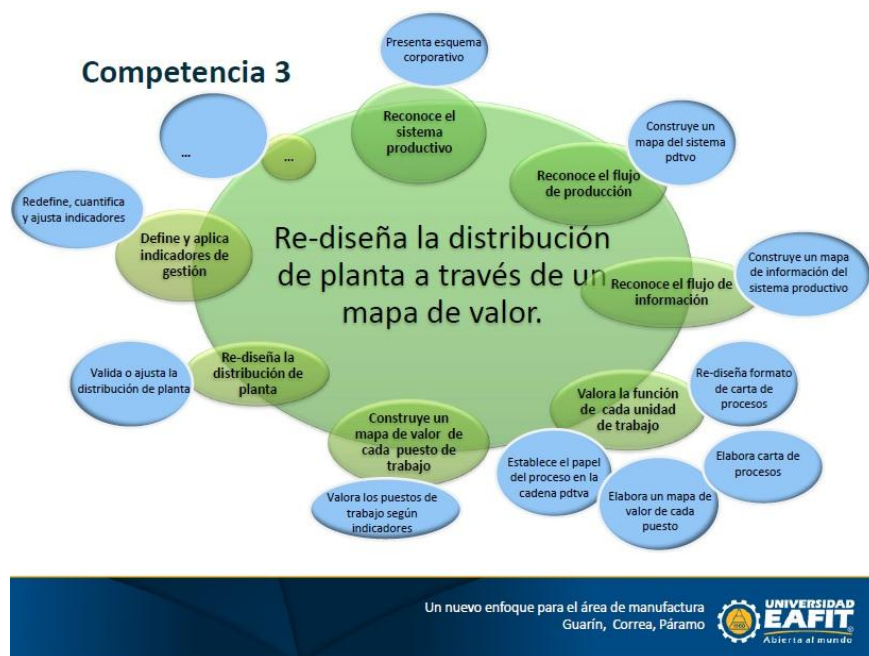 Competencia 3
Presenta esquema
corporativo
Reconoce el
sistema
productivo
Construye un
mapa del sistema
pdtvo
Reconoce el flujo
de producción
Construye un mapa
de información del
sistema productivo
Reconoce el flujo de
información
Re-diseña formato
de carta de
procesos
Valora la función
de cada unidad
de trabajo
Elabora carta de
procesos
Elabora un mapa de
valor de cada
puesto
Establece el papel
del proceso en la
cadena pdtva
Construye un
mapa de valor de
cada puesto de
trabajo
Valora los puestos de
trabajo según
indicadores
Re-diseña la
distribución de
planta
Valida o ajusta la
distribución de planta
Define y aplica
indicadores de
gestión
Redefine, cuantifica
y ajusta indicadores
...
...
Re-diseña la distribución
de planta a través de un
mapa de valor.
Un nuevo enfoque para el área de manufactura
Guarín, Correa, Páramo
UNIVERSIDAD
EAFIT®
Abierta al mundo